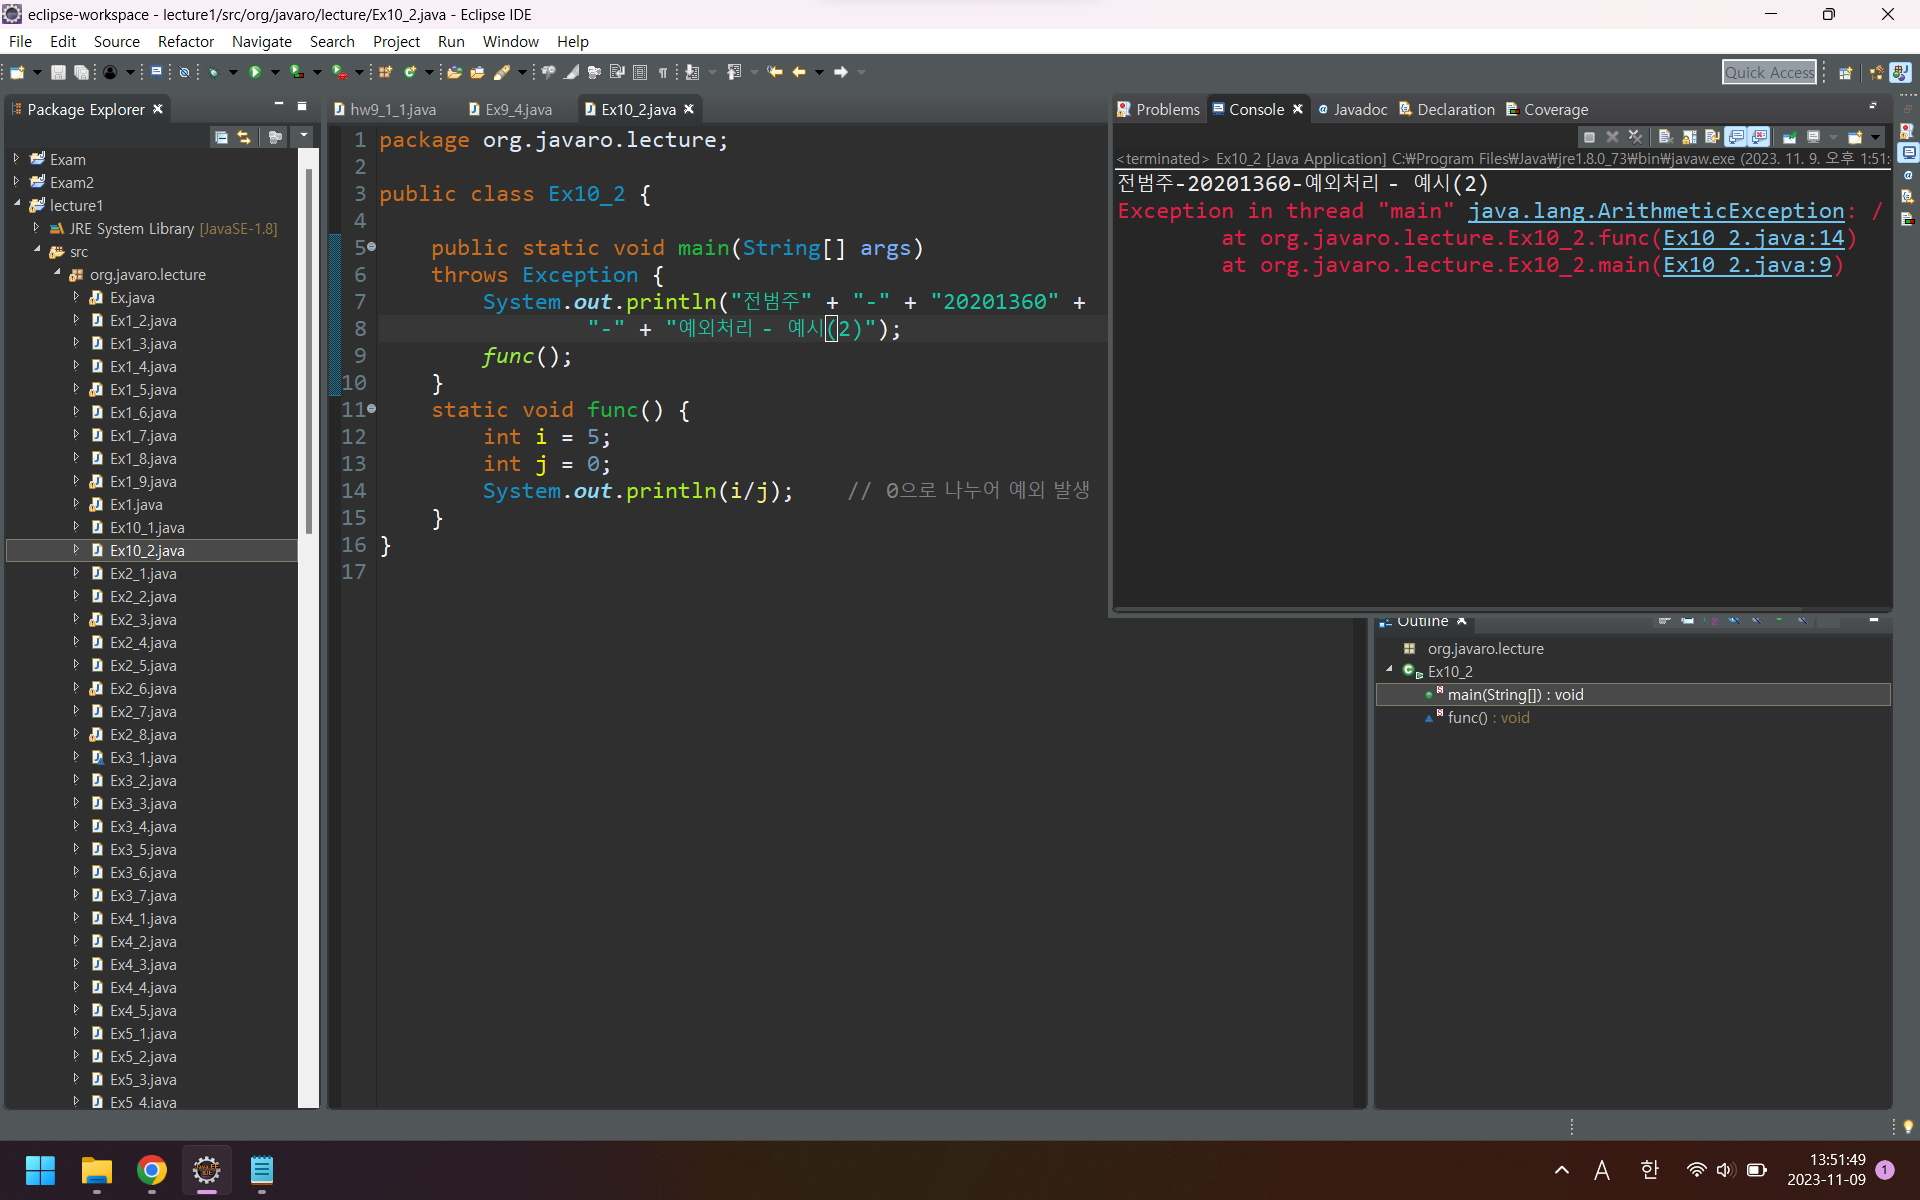 eclipse-workspace - lecture1/src/org/javaro/lecture/Ex10_2.java - Eclipse IDE
File Edit Source Refactor Navigate Search Project Run Window Help
Quick Access
Package Explorer
Exam
Exam2
lecture1
JRE System Library [JavaSE-1.8]
src
org.javaro.lecture
Ex.java
Ex1_2.java
Ex1_3.java
Ex1_4.java
Ex1_5.java
Ex1_6.java
Ex1_7.java
Ex1_8.java
Ex1_9.java
Ex1.java
Ex10_1.java
Ex10_2.java
Ex2_1.java
Ex2_2.java
Ex2_3.java
Ex2_4.java
Ex2_5.java
Ex2_6.java
Ex2_7.java
Ex2_8.java
Ex3_1.java
Ex3_2.java
Ex3_3.java
Ex3_4.java
Ex3_5.java
Ex3_6.java
Ex3_7.java
Ex4_1.java
Ex4_2.java
Ex4_3.java
Ex4_4.java
Ex4_5.java
Ex5_1.java
Ex5_2.java
Ex5_3.java
Ex5_4.java
hw9_1_1.java Ex9_4.java Ex10_2.java
1 package org.javaro.lecture;
2
3 public class Ex10_2 {
4
5 public static void main(String[] args)
6 throws Exception {
7 System.out.println("전범주" + "-" + "20201360" +
8 "-" + "예외처리 - 예시(2)");
9 func();
10 }
11 static void func() {
12 int i = 5;
13 int j = 0;
14 System.out.println(i/j); // 0으로 나누어 예외 발생
15 }
16 }
17
Problems Console Javadoc Declaration Coverage
<terminated> Ex10_2 [Java Application] C:₩Program Files₩Java₩jre1.8.0_73₩bin₩javaw.exe (2023. 11. 9. 오후 1:51:
전범주-20201360-예외처리 - 예시(2)
Exception in thread "main" java.lang.ArithmeticException: /
at org.javaro.lecture.Ex10_2.func(Ex10_2.java:14)
at org.javaro.lecture.Ex10_2.main(Ex10_2.java:9)
Outline
org.javaro.lecture
Ex10_2
main(String[]) : void
func() : void
A 한
13:51:49
2023-11-09
1